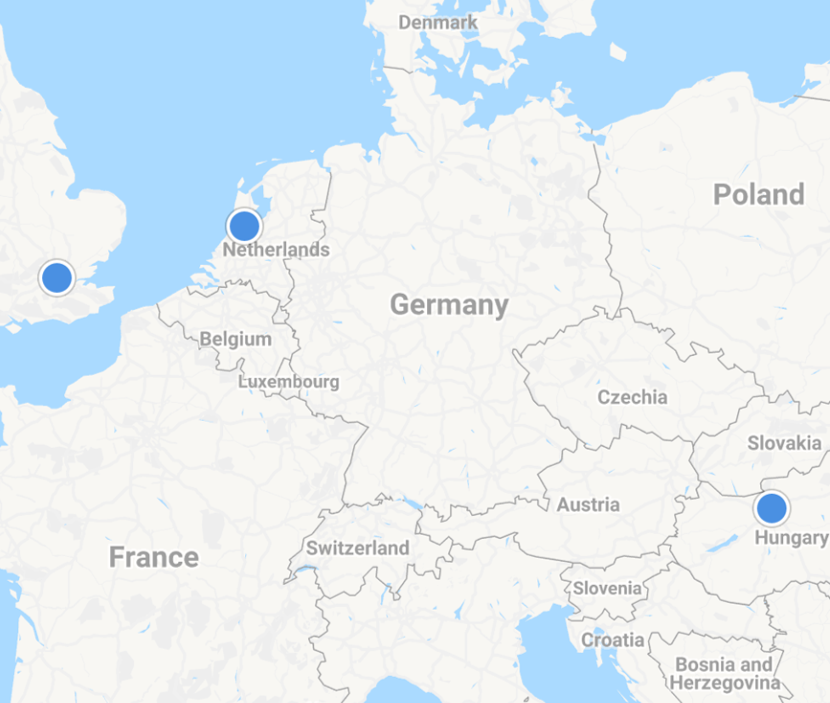 Denmark
Poland
Netherlands
Germany
Belgium
Luxembourg
Czechia
Slovakia
Austria
Hungary
Switzerland
France
Slovenia
Croatia
Bosnia and
Herzegovina